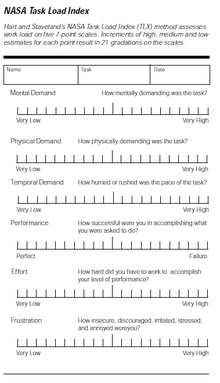 NASA Task Load Index
Hart and Staveland's NASA Task Load Index (TLX) method assesses
work load on five 7-point scales. Increments of high, medium and low
estimates for each point result in 21 gradations on the scales.
Name Task Date
Mental Demand How mentally demanding was the task?
Very Low Very High
Physical Demand How physically demanding was the task?
Very Low Very High
Temporal Demand How hurried or rushed was the pace of the task?
Very Low Very High
Performance How successful were you in accomplishing what
you were asked to do?
Perfect Failure
Effort How hard did you have to work to accomplish
your level of performance?
Very Low Very High
Frustration How insecure, discouraged, irritated, stressed,
and annoyed wereyou?
Very Low Very High